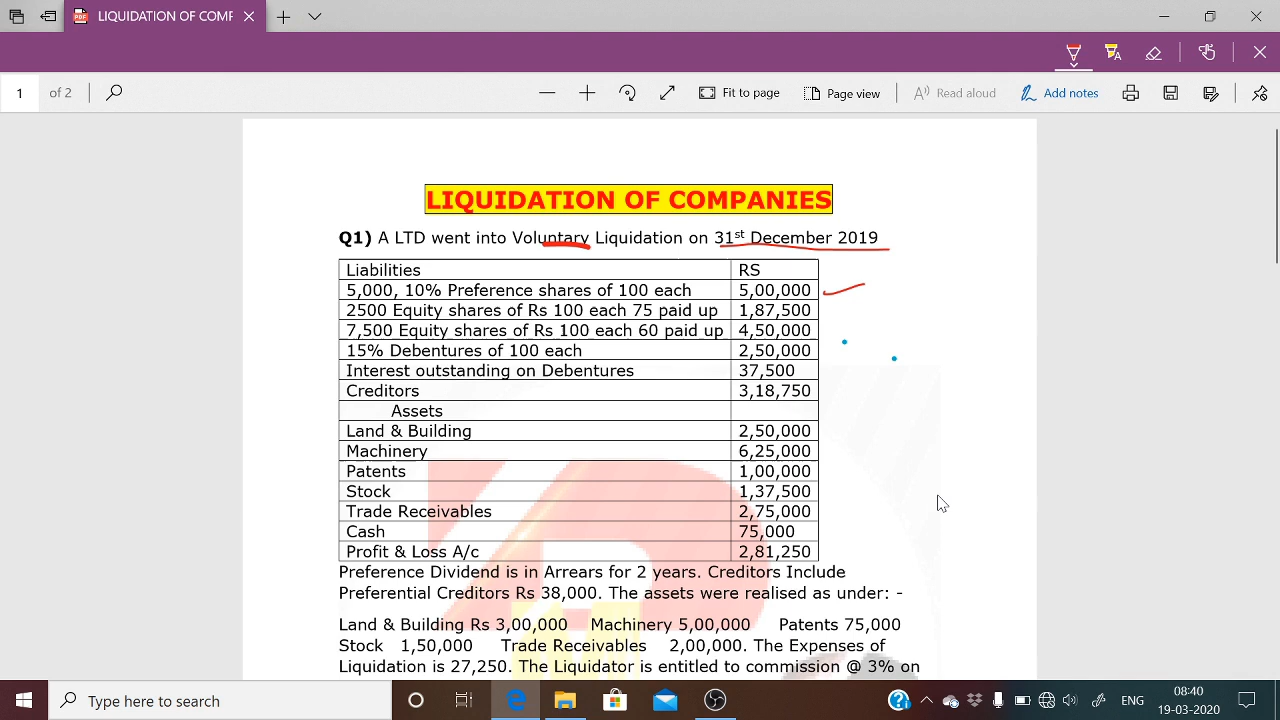 LIQUIDATION OF COMP
1 of 2
Fit to page
Page view
Read aloud
Add notes
LIQUIDATION OF COMPANIES
Q1) A LTD went into Voluntary Liquidation on 31st December 2019
Liabilities RS
5,000, 10% Preference shares of 100 each 5,00,000
2500 Equity shares of Rs 100 each 75 paid up 1,87,500
7,500 Equity shares of Rs 100 each 60 paid up 4,50,000
15% Debentures of 100 each 2,50,000
Interest outstanding on Debentures 37,500
Creditors 3,18,750
Assets
Land & Building 2,50,000
Machinery 6,25,000
Patents 1,00,000
Stock 1,37,500
Trade Receivables 2,75,000
Cash 75,000
Profit & Loss A/c 2,81,250
Preference Dividend is in Arrears for 2 years. Creditors Include
Preferential Creditors Rs 38,000. The assets were realised as under: -
Land & Building Rs 3,00,000 Machinery 5,00,000 Patents 75,000
Stock 1,50,000 Trade Receivables 2,00,000. The Expenses of
Liquidation is 27,250. The Liquidator is entitled to commission @ 3% on
Type here to search
ENG
08:40
19-03-2020